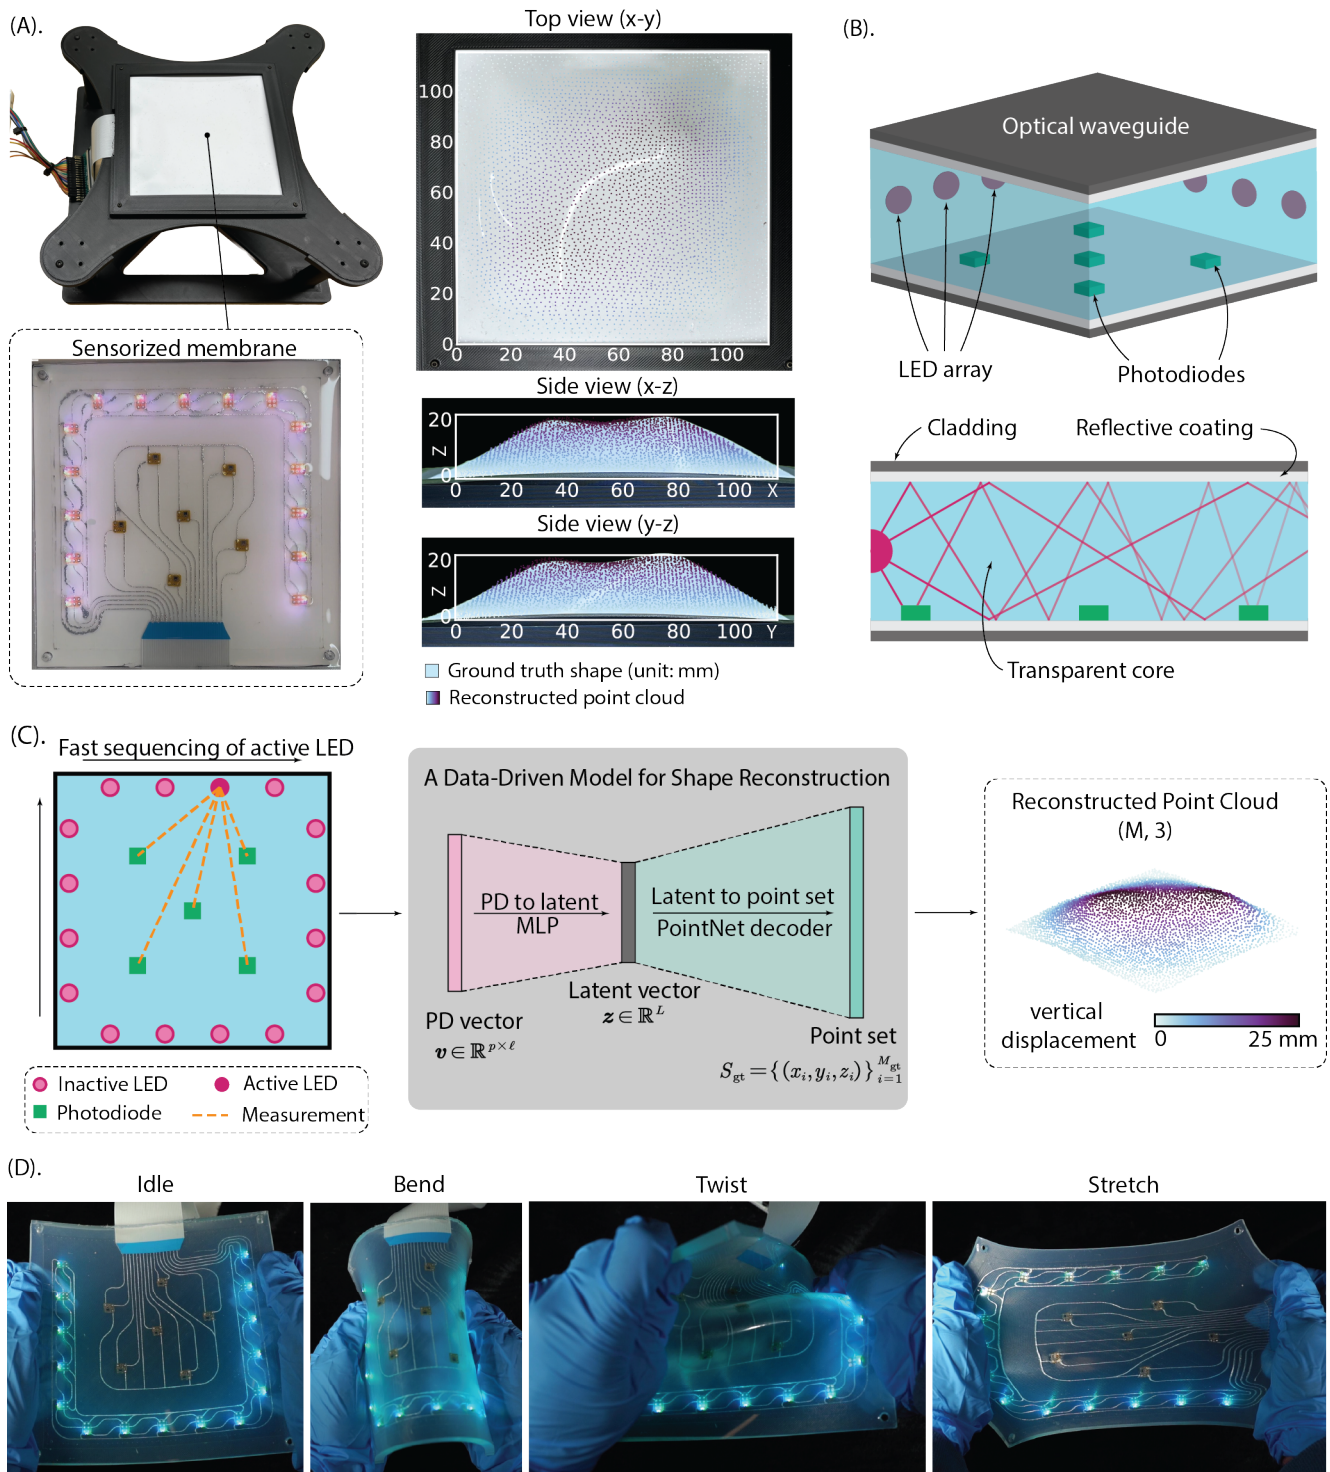 (A).
Sensorized membrane
Top view (x-y)
100
80
60
40
20
0
0 20 40 60 80 100
Side view (x-z)
20
Z
0
0 20 40 60 80 100 X
Side view (y-z)
20
Z
0
0 20 40 60 80 100 Y
Ground truth shape (unit: mm)
Reconstructed point cloud
(B).
Optical waveguide
LED array
Photodiodes
Cladding
Reflective coating
Transparent core
(C).
Fast sequencing of active LED
Inactive LED
Active LED
Photodiode
Measurement
A Data-Driven Model for Shape Reconstruction
PD to latent
MLP
Latent to point set
PointNet decoder
PD vector
𝒗 ∈ ℝ^{p×ℓ}
Latent vector
𝒛 ∈ ℝ^L
Point set
S_gt = {(x_i, y_i, z_i)}_{i=1}^{M_gt}
Reconstructed Point Cloud
(M, 3)
vertical
displacement
0 25 mm
(D).
Idle
Bend
Twist
Stretch